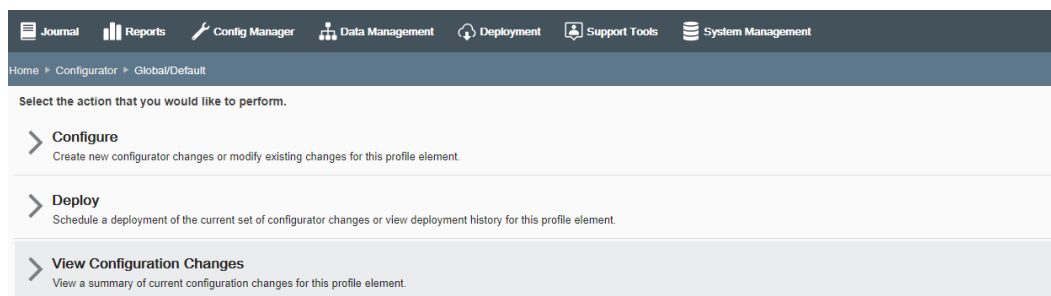 Journal Reports Config Manager Data Management Deployment Support Tools System Management
Home Configurator Global/Default
Select the action that you would like to perform.
Configure
Create new configurator changes or modify existing changes for this profile element.
Deploy
Schedule a deployment of the current set of configurator changes or view deployment history for this profile element.
View Configuration Changes
View a summary of current configuration changes for this profile element.